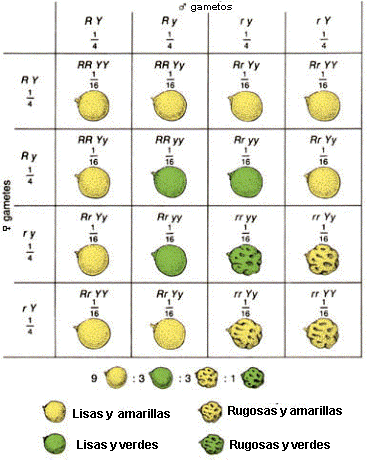 ♂ gametos
R Y R y r y r Y
1/4 1/4 1/4 1/4
♀ gametes
R Y 1/4
RR YY 1/16 RR Yy 1/16 Rr Yy 1/16 Rr YY 1/16
R y 1/4
RR Yy 1/16 RR yy 1/16 Rr yy 1/16 Rr Yy 1/16
r y 1/4
Rr Yy 1/16 Rr yy 1/16 rr yy 1/16 rr Yy 1/16
r Y 1/4
Rr YY 1/16 Rr Yy 1/16 rr Yy 1/16 rr YY 1/16
9 : 3 : 3 : 1
Lisas y amarillas Rugosas y amarillas
Lisas y verdes Rugosas y verdes